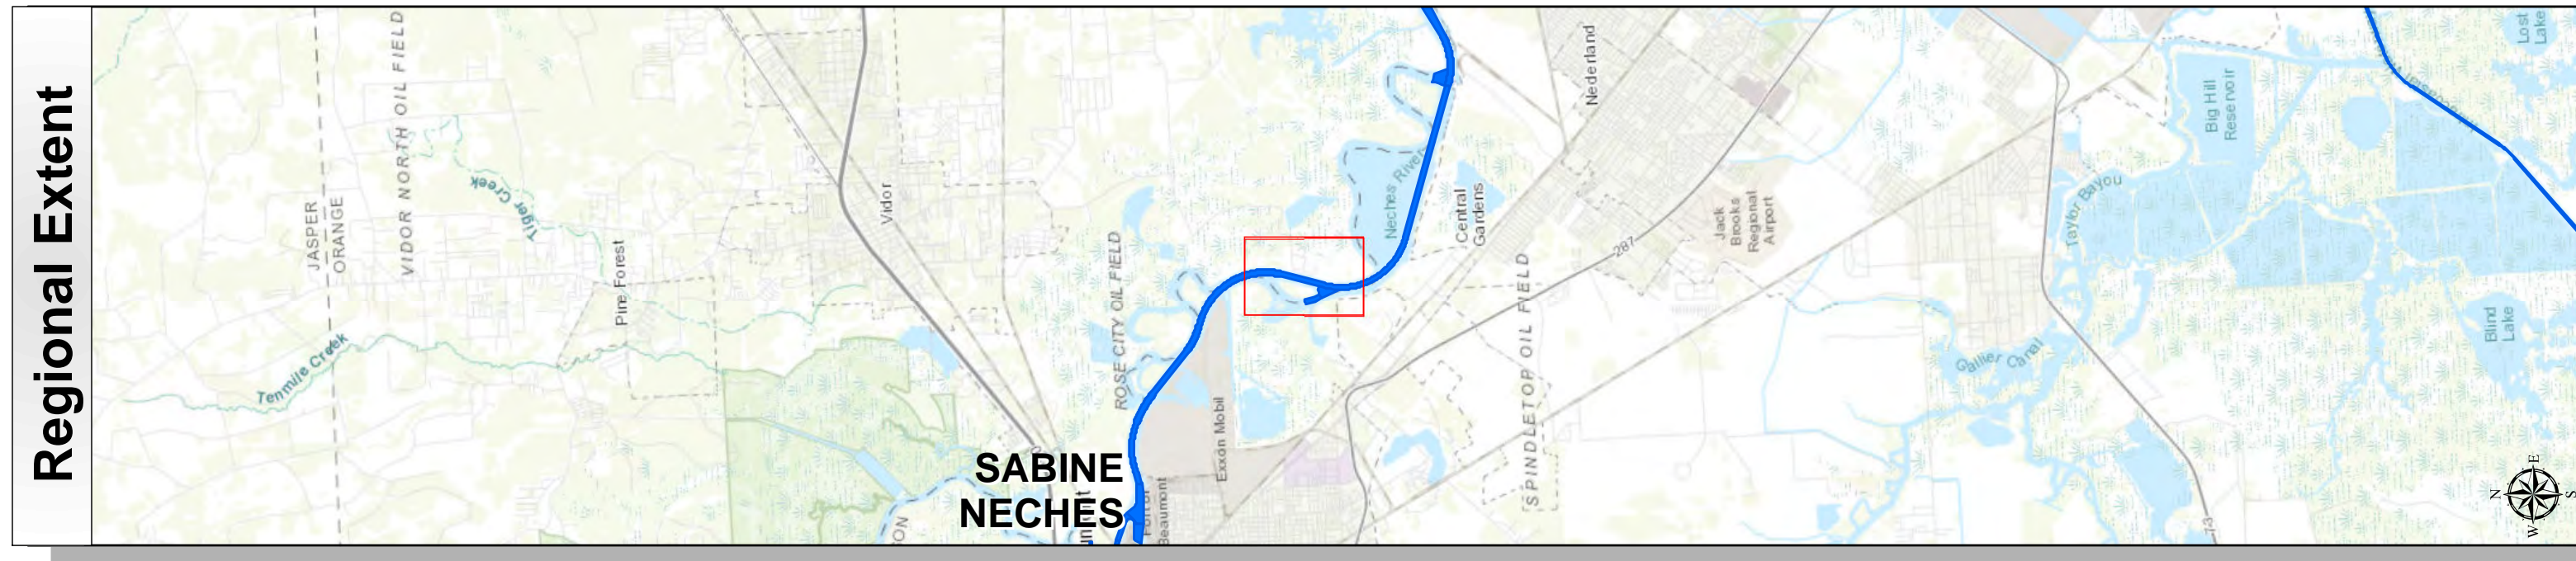 Regional Extent
JASPER
ORANGE
VIDOR NORTH OIL FIELD
Tiger Creek
Tenmile Creek
Pine Forest
Vidor
ROSE CITY OIL FIELD
SABINE
NECHES
Beaumont
Exxon Mobil
Neches River
Central
Gardens
Nederland
287
SPINDLETOP OIL FIELD
Jack
Brooks
Regional
Airport
Taylor Bayou
Big Hill
Reservoir
Gallier Canal
Blind
Lake
Lost
Lake
73
N
E
S
W